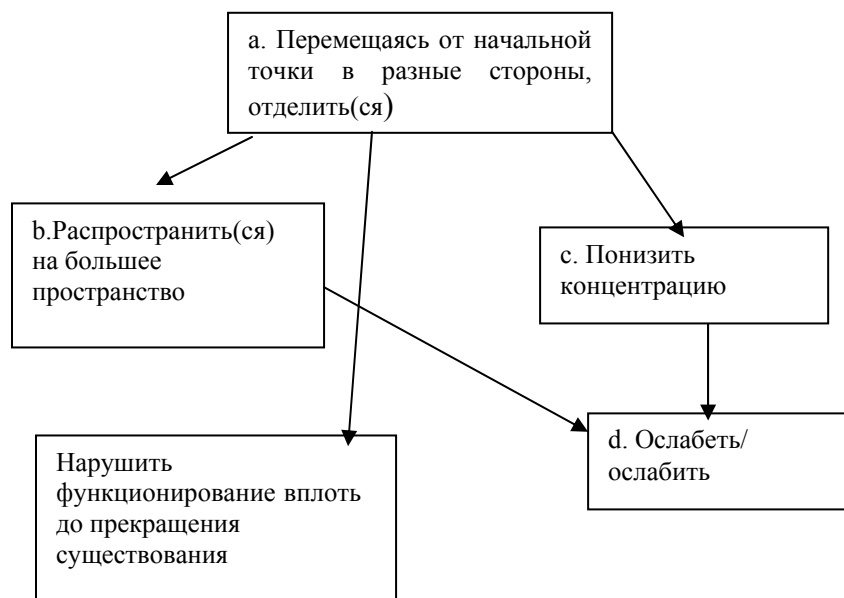 a. Перемещаясь от начальной
точки в разные стороны,
отделить(ся)
b.Распространить(ся)
на большее
пространство
c. Понизить
концентрацию
d. Ослабеть/
ослабить
Нарушить
функционирование вплоть
до прекращения
существования